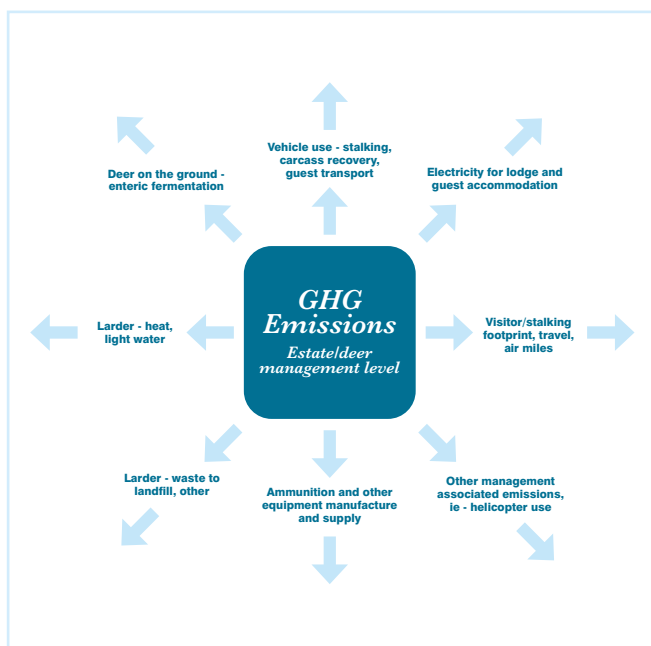 Vehicle use - stalking,
carcass recovery,
guest transport
Deer on the ground -
enteric fermentation
Electricity for lodge and
guest accommodation
GHG
Emissions
Estate/deer
management level
Larder - heat,
light water
Visitor/stalking
footprint, travel,
air miles
Larder - waste to
landfill, other
Ammunition and other
equipment manufacture
and supply
Other management
associated emissions,
ie - helicopter use